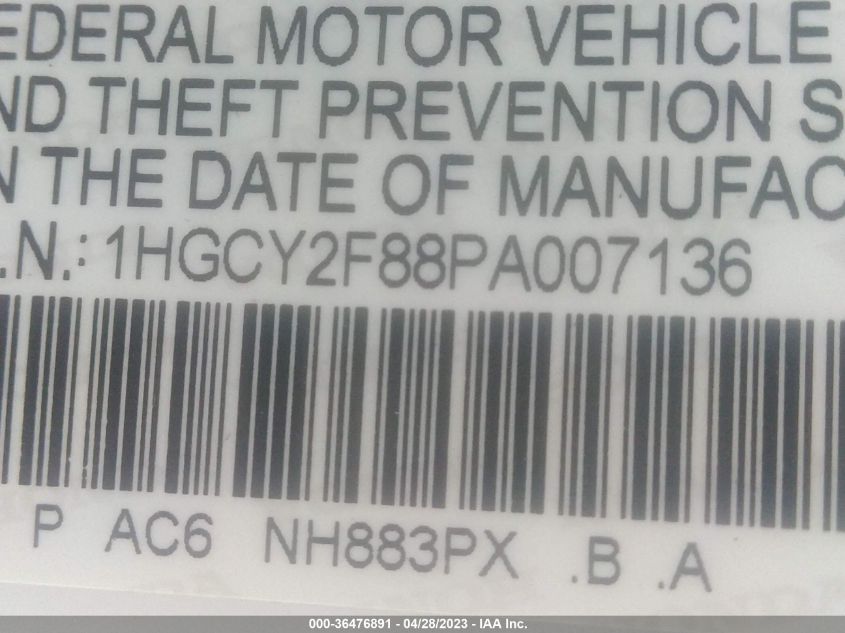 EDERAL MOTOR VEHICLE
ND THEFT PREVENTION S
N THE DATE OF MANUFAC
.N.: 1HGCY2F88PA007136
P AC6 NH883PX .B .A
000-36476891 - 04/28/2023 - IAA Inc.